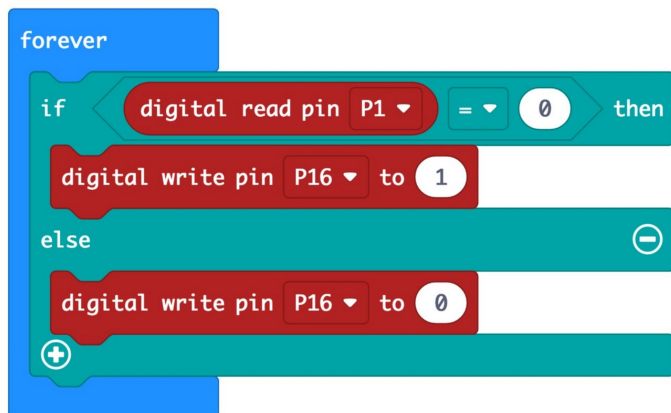 forever
if digital read pin P1 = 0 then
digital write pin P16 to 1
else
digital write pin P16 to 0